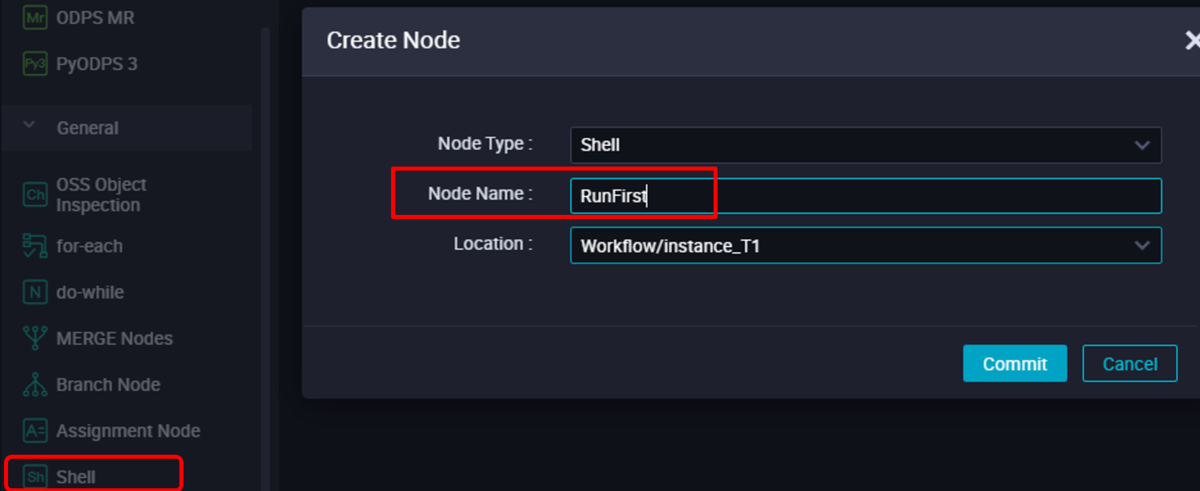 Mr ODPS MR
Py3 PyODPS 3
General
Ch OSS Object
Inspection
for-each
N do-while
MERGE Nodes
Branch Node
A= Assignment Node
Sh Shell
Create Node
Node Type : Shell
Node Name : RunFirst
Location : Workflow/instance_T1
Commit Cancel